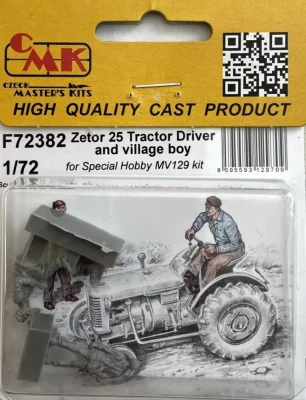 CMK
CZECH
MASTER'S KITS
HIGH QUALITY CAST PRODUCT
F72382 Zetor 25 Tractor Driver
and village boy
1/72 for Special Hobby MV129 kit
8 595593 129709